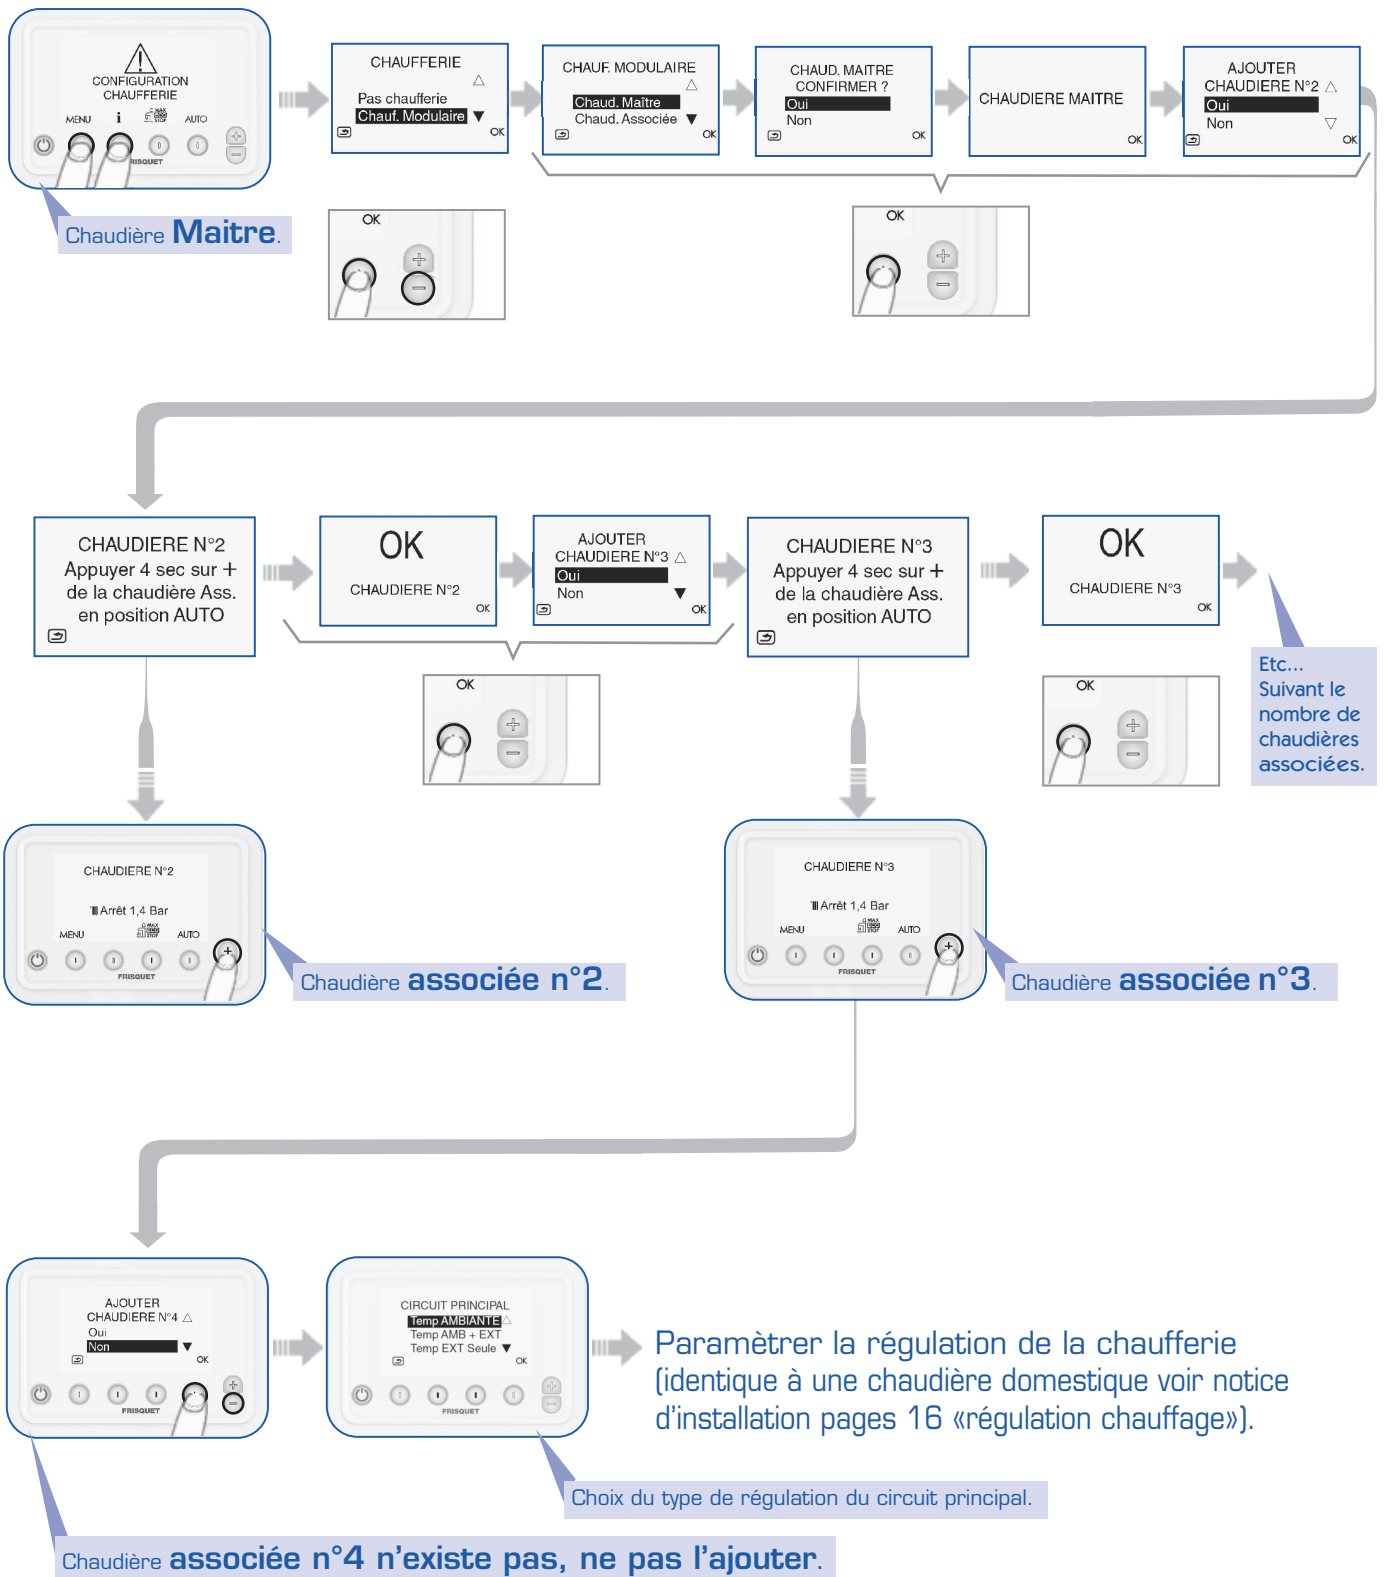 CONFIGURATION
CHAUFFERIE
MENU i MAX STOP AUTO
FRISQUET
Chaudière Maitre.
CHAUFFERIE
Pas chaufferie
Chauf. Modulaire
OK
OK
CHAUF. MODULAIRE
Chaud. Maître
Chaud. Associée
OK
CHAUD. MAITRE
CONFIRMER ?
Oui
Non
OK
CHAUDIERE MAITRE
OK
AJOUTER
CHAUDIERE N°2
Oui
Non
OK
OK
CHAUDIERE N°2
Appuyer 4 sec sur +
de la chaudière Ass.
en position AUTO
OK
CHAUDIERE N°2
OK
AJOUTER
CHAUDIERE N°3
Oui
Non
OK
OK
CHAUDIERE N°3
Appuyer 4 sec sur +
de la chaudière Ass.
en position AUTO
OK
CHAUDIERE N°3
OK
OK
Etc...
Suivant le
nombre de
chaudières
associées.
CHAUDIERE N°2
Arrêt 1,4 Bar
MENU MAX STOP AUTO
FRISQUET
Chaudière associée n°2.
CHAUDIERE N°3
Arrêt 1,4 Bar
MENU MAX STOP AUTO
FRISQUET
Chaudière associée n°3.
AJOUTER
CHAUDIERE N°4
Oui
Non
OK
FRISQUET
CIRCUIT PRINCIPAL
Temp AMBIANTE
Temp AMB + EXT
Temp EXT Seule
OK
FRISQUET
Paramètrer la régulation de la chaufferie
(identique à une chaudière domestique voir notice
d'installation pages 16 «régulation chauffage»).
Choix du type de régulation du circuit principal.
Chaudière associée n°4 n'existe pas, ne pas l'ajouter.